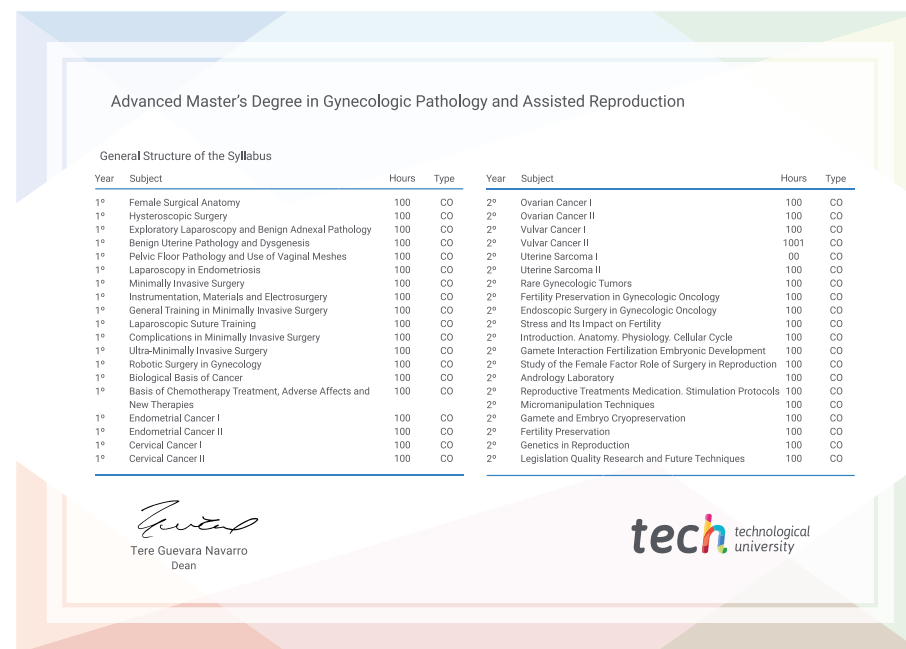 Advanced Master's Degree in Gynecologic Pathology and Assisted Reproduction
General Structure of the Syllabus
Year Subject Hours Type
1º Female Surgical Anatomy 100 CO
1º Hysteroscopic Surgery 100 CO
1º Exploratory Laparoscopy and Benign Adnexal Pathology 100 CO
1º Benign Uterine Pathology and Dysgenesis 100 CO
1º Pelvic Floor Pathology and Use of Vaginal Meshes 100 CO
1º Laparoscopy in Endometriosis 100 CO
1º Minimally Invasive Surgery 100 CO
1º Instrumentation, Materials and Electrosurgery 100 CO
1º General Training in Minimally Invasive Surgery 100 CO
1º Laparoscopic Suture Training 100 CO
1º Complications in Minimally Invasive Surgery 100 CO
1º Ultra-Minimally Invasive Surgery 100 CO
1º Robotic Surgery in Gynecology 100 CO
1º Biological Basis of Cancer 100 CO
1º Basis of Chemotherapy Treatment, Adverse Affects and 100 CO
New Therapies
1º Endometrial Cancer I 100 CO
1º Endometrial Cancer II 100 CO
1º Cervical Cancer I 100 CO
1º Cervical Cancer II 100 CO
Year Subject Hours Type
2º Ovarian Cancer I 100 CO
2º Ovarian Cancer II 100 CO
2º Vulvar Cancer I 100 CO
2º Vulvar Cancer II 1001 CO
2º Uterine Sarcoma I 00 CO
2º Uterine Sarcoma II 100 CO
2º Rare Gynecologic Tumors 100 CO
2º Fertility Preservation in Gynecologic Oncology 100 CO
2º Endoscopic Surgery in Gynecologic Oncology 100 CO
2º Stress and Its Impact on Fertility 100 CO
2º Introduction. Anatomy. Physiology. Cellular Cycle 100 CO
2º Gamete Interaction Fertilization Embryonic Development 100 CO
2º Study of the Female Factor Role of Surgery in Reproduction 100 CO
2º Andrology Laboratory 100 CO
2º Reproductive Treatments Medication. Stimulation Protocols 100 CO
2º Micromanipulation Techniques 100 CO
2º Gamete and Embryo Cryopreservation 100 CO
2º Fertility Preservation 100 CO
2º Genetics in Reproduction 100 CO
2º Legislation Quality Research and Future Techniques 100 CO
Tere Guevara Navarro
Dean
tech technological
university